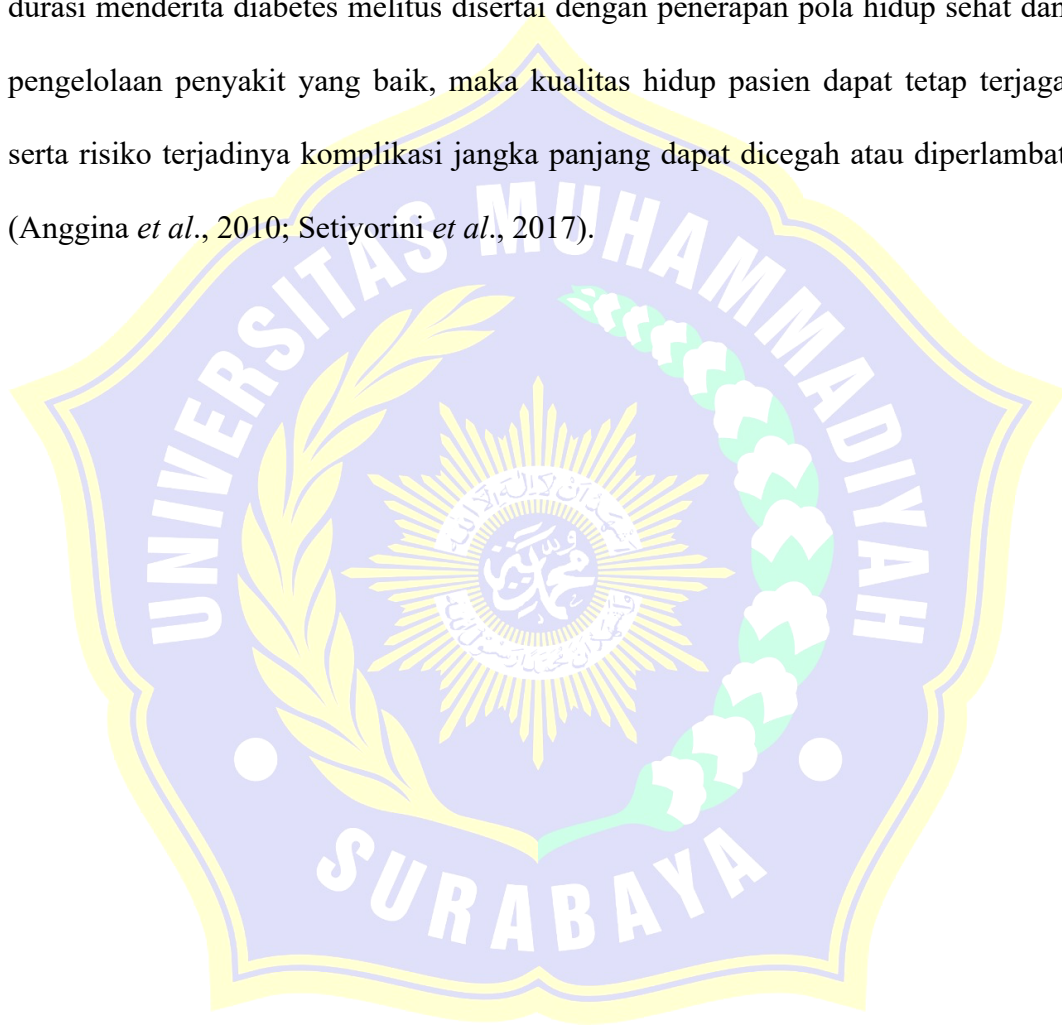 durasi menderita diabetes melitus disertai dengan penerapan pola hidup sehat dan
pengelolaan penyakit yang baik, maka kualitas hidup pasien dapat tetap terjaga
serta risiko terjadinya komplikasi jangka panjang dapat dicegah atau diperlambat
(Anggina et al., 2010; Setiyorini et al., 2017).
UNIVERSITAS MUHAMMADIYAH
محمد
SURABAYA